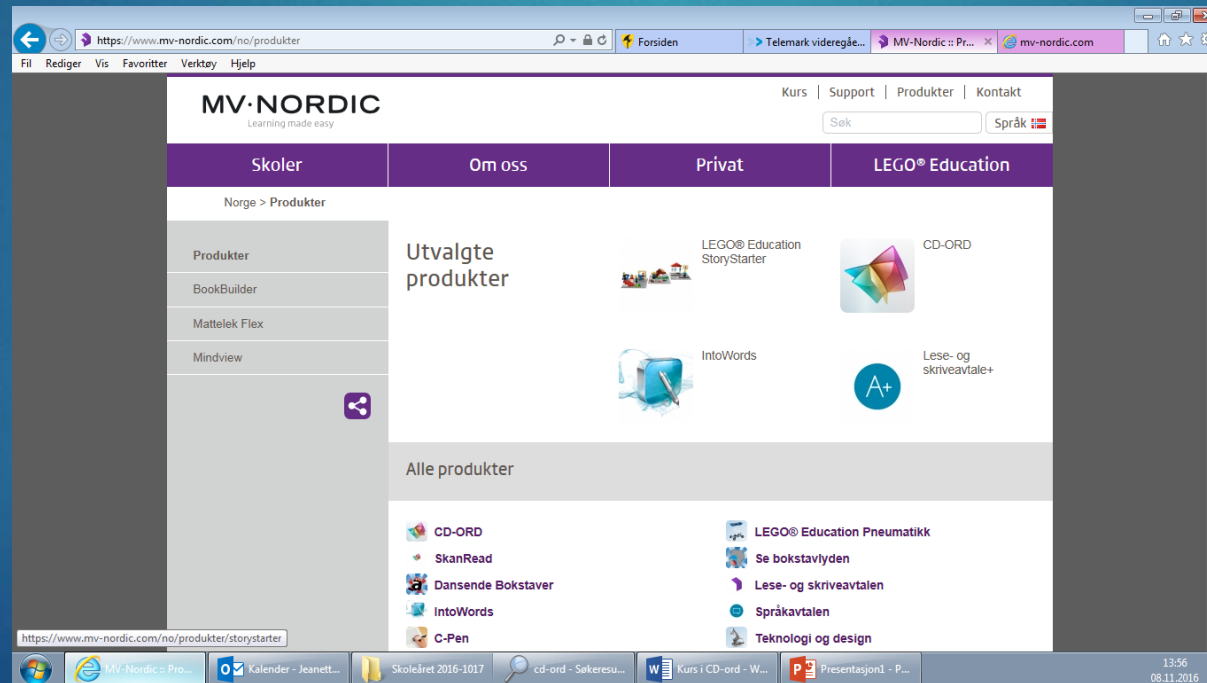 https://www.mv-nordic.com/no/produkter
Forsiden
Telemark videregåe...
MV-Nordic :: Pr...
mv-nordic.com
Fil Rediger Vis Favoritter Verktøy Hjelp
MV·NORDIC
Learning made easy
Kurs | Support | Produkter | Kontakt
Søk
Språk
Skoler
Om oss
Privat
LEGO® Education
Norge > Produkter
Produkter
BookBuilder
Mattelek Flex
Mindview
Utvalgte
produkter
LEGO® Education
StoryStarter
CD-ORD
IntoWords
A+
Lese- og
skriveavtale+
Alle produkter
CD-ORD
SkanRead
Dansende Bokstaver
IntoWords
C-Pen
LEGO® Education Pneumatikk
Se bokstavlyden
Lese- og skriveavtalen
Språkavtalen
Teknologi og design
https://www.mv-nordic.com/no/produkter/storystarter
MV-Nordic :: Pro...
Kalender - Jeanett...
Skoleåret 2016-1017
cd-ord - Søkeresu...
Kurs i CD-ord - W...
Presentasjon1 - P...
13:56
08.11.2016